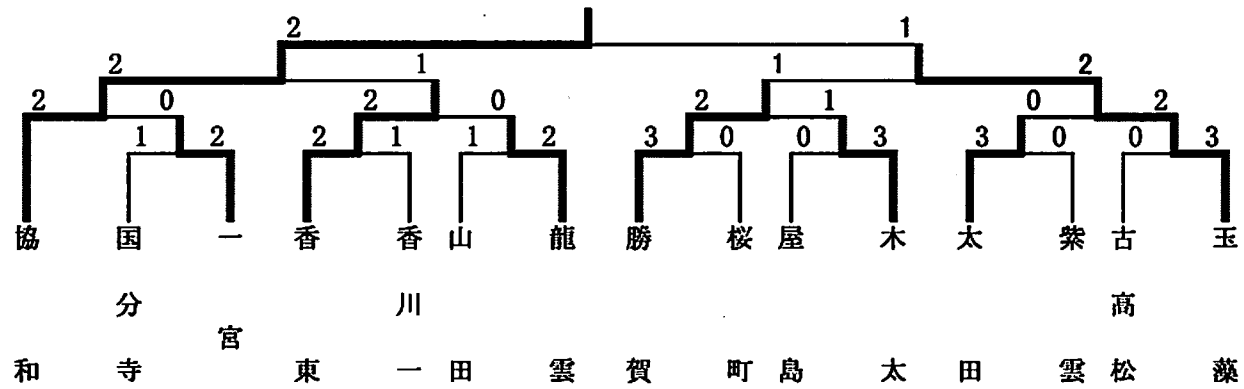 2 1
2 1 1 2
2 0 2 0 2 1 0 2
1 2 2 1 1 2 3 0 0 3 3 0 0 3
協和
国分寺
一宮
香東
香川一
山田
龍雲
勝賀
桜町
屋島
木太
太田
紫雲
古高松
玉藻